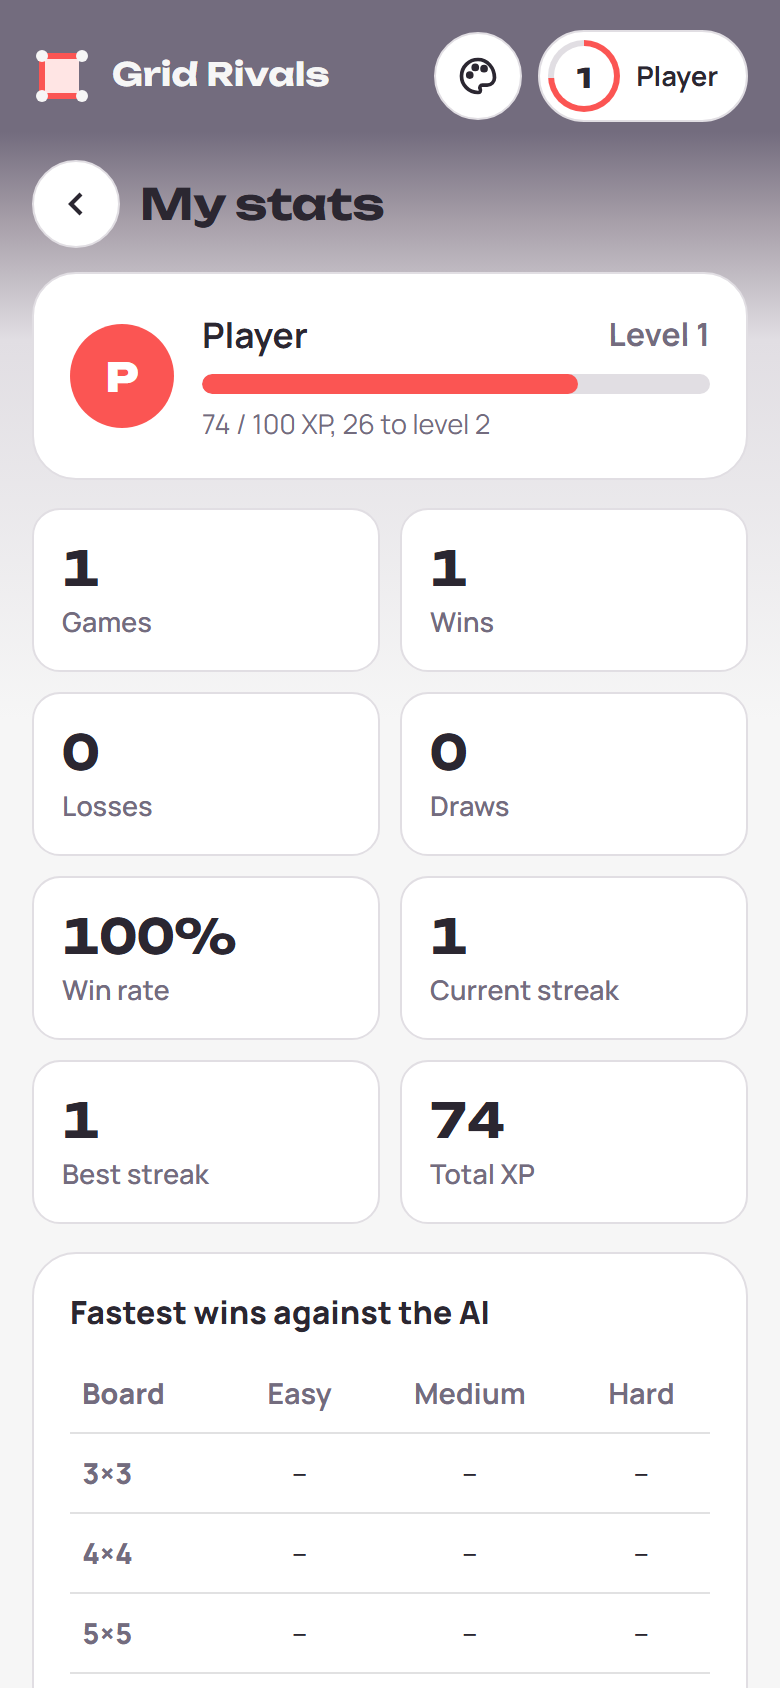 Grid Rivals
1 Player
My stats
P
Player Level 1
74 / 100 XP, 26 to level 2
1 1
Games Wins
0 0
Losses Draws
100% 1
Win rate Current streak
1 74
Best streak Total XP
Fastest wins against the AI
Board Easy Medium Hard
3×3 – – –
4×4 – – –
5×5 – – –